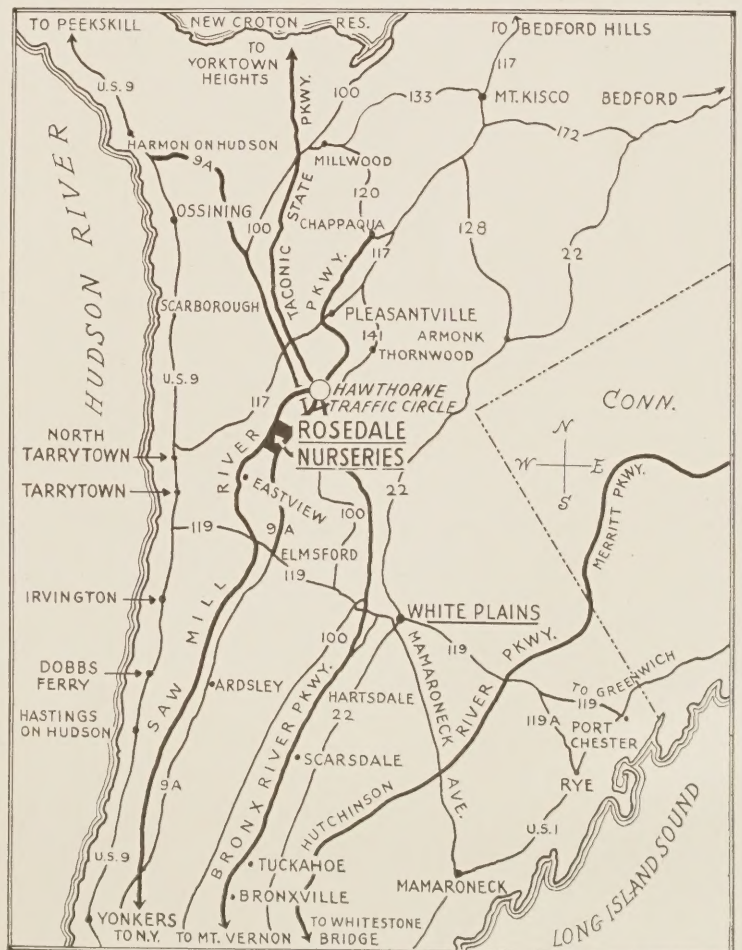 TO PEEKSKILL
NEW CROTON RES.
TO BEDFORD HILLS
TO
YORKTOWN
HEIGHTS
117
U.S.9
PKWY.
100
133
MT. KISCO
BEDFORD
HARMON ON HUDSON
9A
MILLWOOD
172
HUDSON RIVER
OSSINING
100
TACONIC STATE
120
CHAPPAQUA
117
128
22
SCARBOROUGH
PKWY.
PLEASANTVILLE
141
ARMONK
THORNWOOD
U.S.9
117
HAWTHORNE
TRAFFIC CIRCLE
CONN.
ROSEDALE
NURSERIES
NORTH
TARRYTOWN
N
W E
S
TARRYTOWN
RIVER
EASTVIEW
100
22
MERRITT PKWY.
119
9A
ELMSFORD
119
IRVINGTON
WHITE PLAINS
SAW MILL
100
119
PKWY.
DOBBS
FERRY
ARDSLEY
HARTSDALE
22
MAMARONECK
RIVER
TO GREENWICH
119
119A
PORT
CHESTER
HASTINGS
ON HUDSON
BRONX RIVER PKWY.
SCARSDALE
RYE
9A
HUTCHINSON
AVE.
U.S.1
U.S.9
TUCKAHOE
MAMARONECK
BRONXVILLE
LONG ISLAND SOUND
YONKERS
TO N.Y.
TO MT. VERNON
TO WHITESTONE
BRIDGE